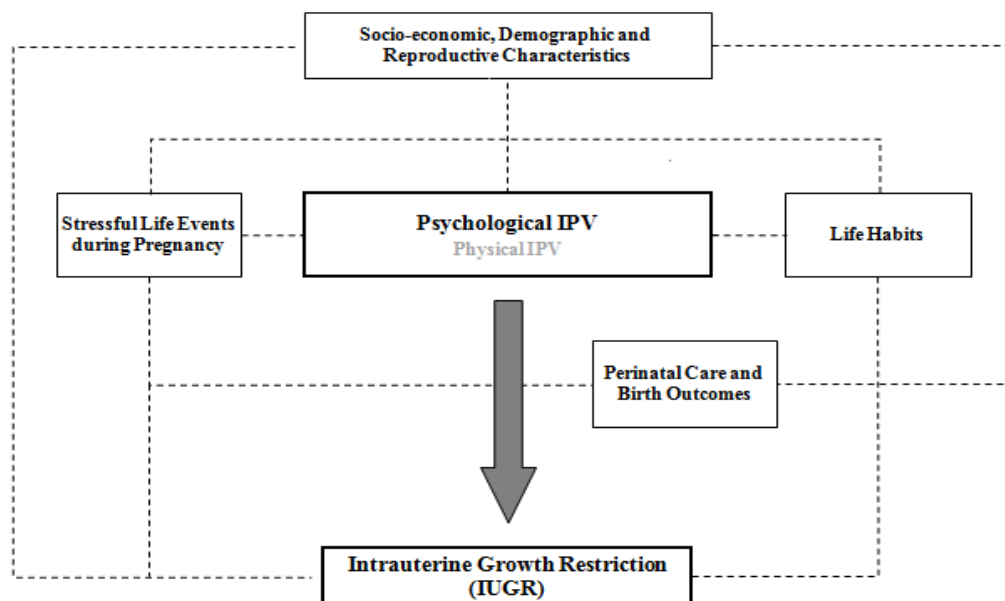 Socio-economic, Demographic and
Reproductive Characteristics
Stressful Life Events
during Pregnancy
Psychological IPV
Physical IPV
Life Habits
Perinatal Care and
Birth Outcomes
Intrauterine Growth Restriction
(IUGR)